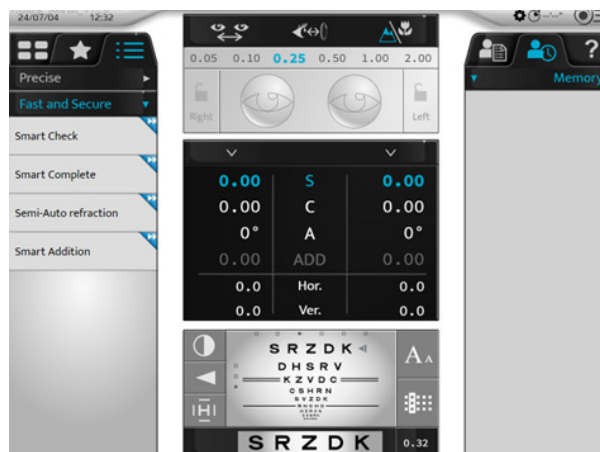 24/07/04 12:32
Precise
Fast and Secure
Smart Check
Smart Complete
Semi-Auto refraction
Smart Addition
0.05 0.10 0.25 0.50 1.00 2.00
Right Left
0.00 S 0.00
0.00 C 0.00
0° A 0°
0.00 ADD 0.00
0.0 Hor. 0.0
0.0 Ver. 0.0
S R Z D K
D H S R V
K Z V D C
C S H R N
S V Z D K
H
A A
S R Z D K 0.32
?
Memory